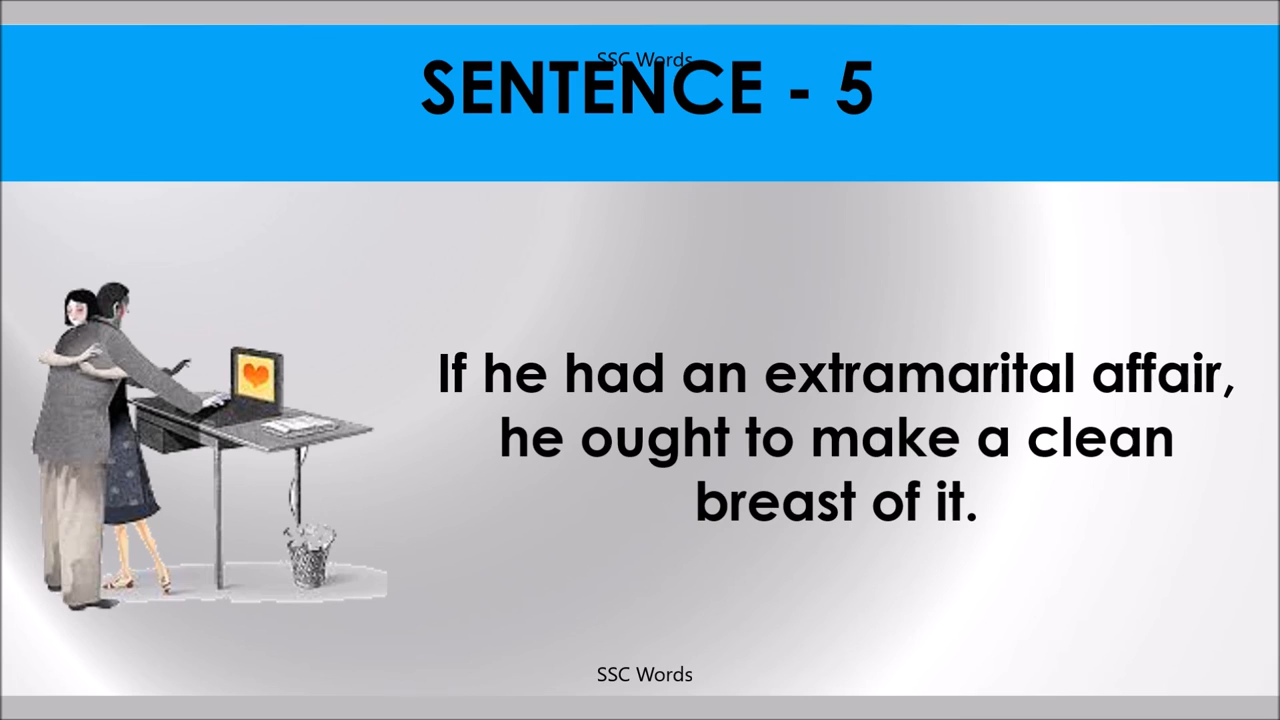 SSC Words
SENTENCE - 5
If he had an extramarital affair,
he ought to make a clean
breast of it.
SSC Words